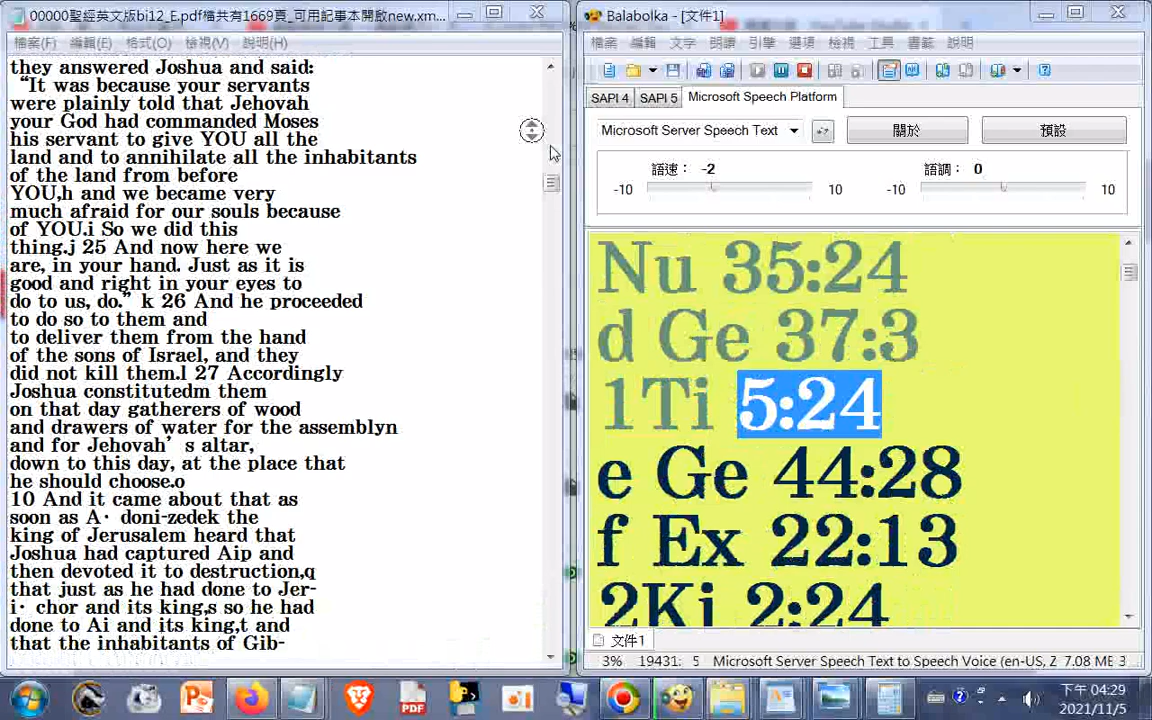 00000聖經英文版bi12_E.pdf檔共有1669頁_可用記事本開啟new.xm...
檔案(F) 編輯(E) 格式(O) 檢視(V) 說明(H)
they answered Joshua and said:
“It was because your servants
were plainly told that Jehovah
your God had commanded Moses
his servant to give YOU all the
land and to annihilate all the inhabitants
of the land from before
YOU,h and we became very
much afraid for our souls because
of YOU.i So we did this
thing.j 25 And now here we
are, in your hand. Just as it is
good and right in your eyes to
do to us, do.” k 26 And he proceeded
to do so to them and
to deliver them from the hand
of the sons of Israel, and they
did not kill them.l 27 Accordingly
Joshua constitutedm them
on that day gatherers of wood
and drawers of water for the assemblyn
and for Jehovah’s altar,
down to this day, at the place that
he should choose.o
10 And it came about that as
soon as A·doni-zedek the
king of Jerusalem heard that
Joshua had captured Aip and
then devoted it to destruction,q
that just as he had done to Jer-
i·chor and its king,s so he had
done to Ai and its king,t and
that the inhabitants of Gib-
Balabolka - [文件1]
檔案 編輯 文字 朗讀 引擎 選項 檢視 工具 書籤 說明
SAPI 4 SAPI 5 Microsoft Speech Platform
Microsoft Server Speech Text 關於 預設
語速： -2 語調： 0
-10 10 -10 10
Nu 35:24
d Ge 37:3
1Ti 5:24
e Ge 44:28
f Ex 22:13
2Ki 2:24
文件1
3% 19431: 5 Microsoft Server Speech Text to Speech Voice (en-US, Z 7.08 MB 3
PDF
下午 04:29
2021/11/5